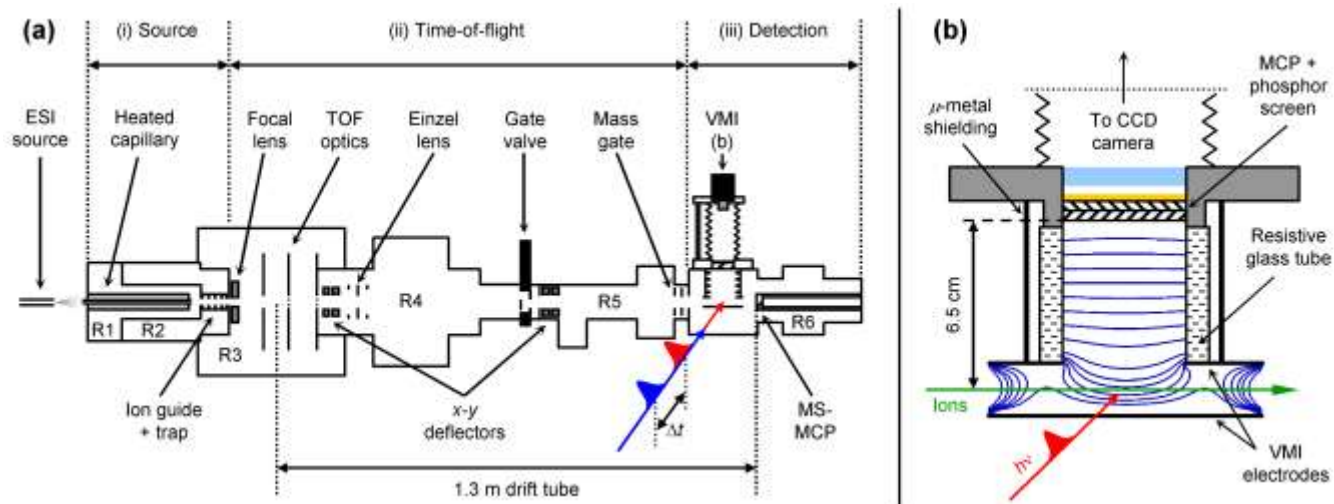 (a)
(i) Source
(ii) Time-of-flight
(iii) Detection
ESI
source
Heated
capillary
Focal
lens
TOF
optics
Einzel
lens
Gate
valve
Mass
gate
VMI
(b)
R1
R2
R3
R4
R5
R6
Ion guide
+ trap
x-y
deflectors
Δt
MS-
MCP
1.3 m drift tube
(b)
MCP +
phosphor
screen
μ-metal
shielding
To CCD
camera
Resistive
glass tube
6.5 cm
Ions
hν
VMI
electrodes